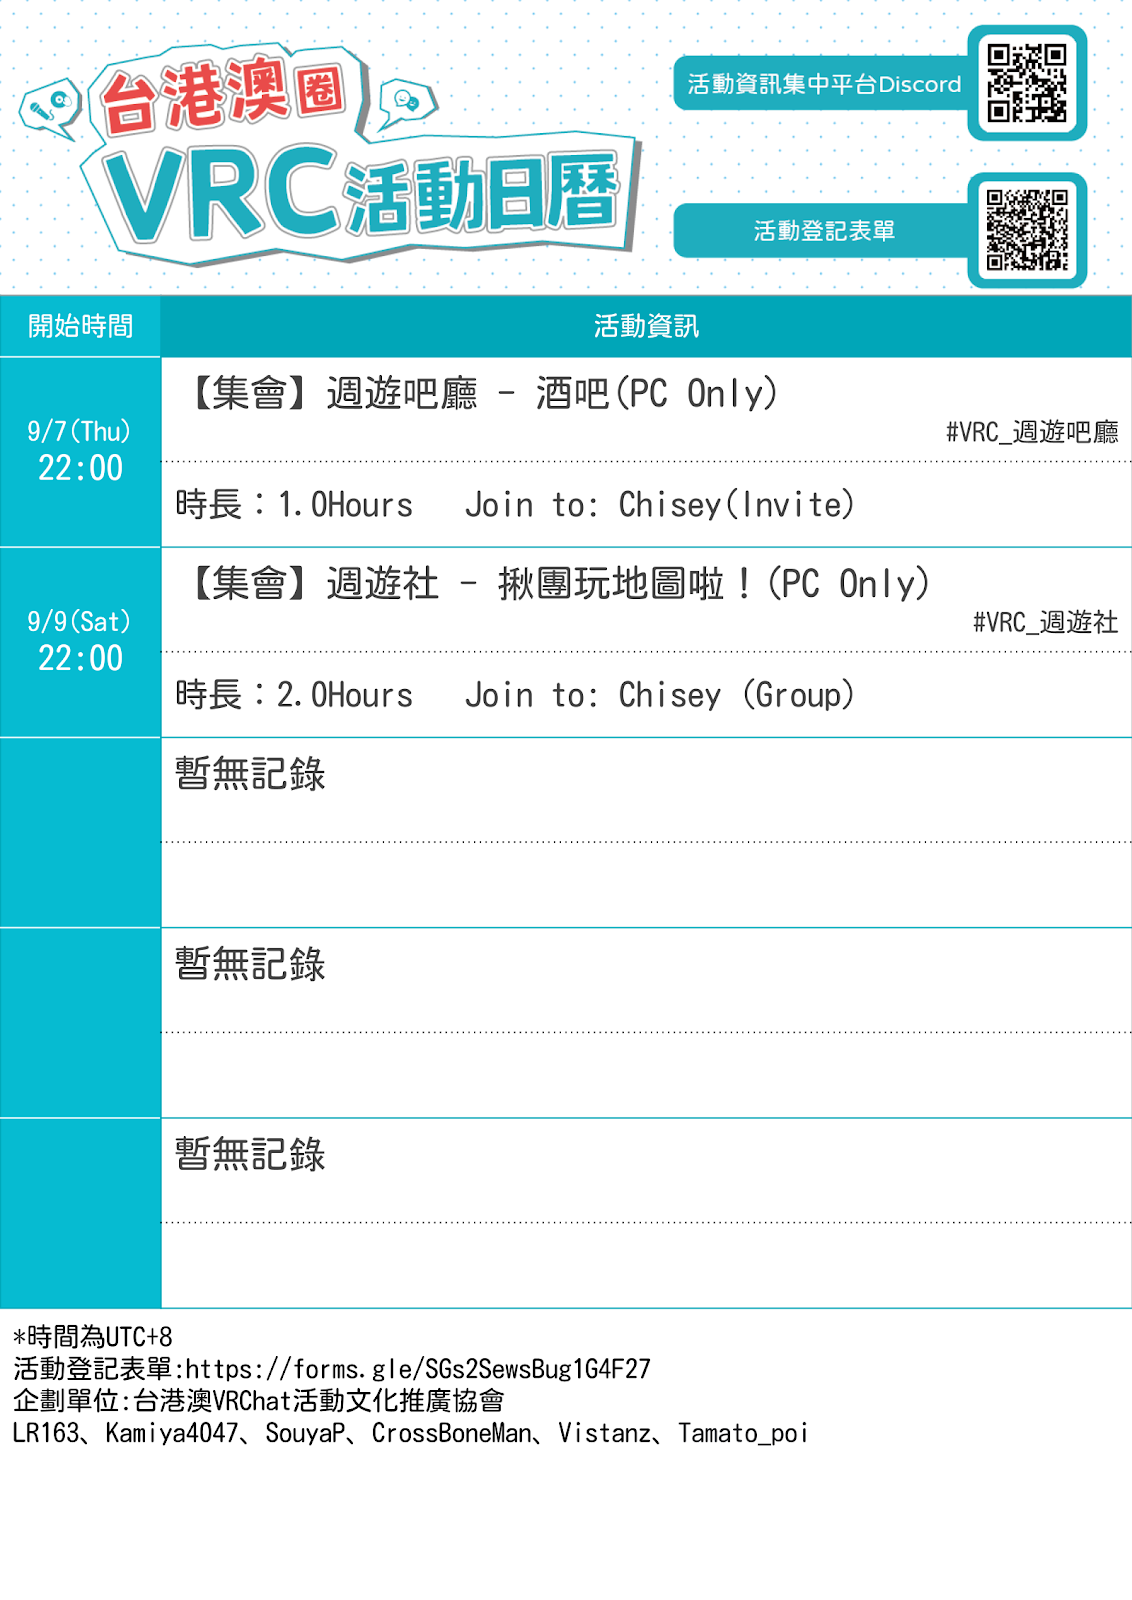 台港澳圈
VRC活動日曆
活動資訊集中平台Discord
活動登記表單
開始時間
活動資訊
9/7(Thu)
22:00
【集會】週遊吧廳 - 酒吧(PC Only)
#VRC_週遊吧廳
時長：1.0Hours Join to: Chisey(Invite)
9/9(Sat)
22:00
【集會】週遊社 - 揪團玩地圖啦！(PC Only)
#VRC_週遊社
時長：2.0Hours Join to: Chisey (Group)
暫無記錄
暫無記錄
暫無記錄
*時間為UTC+8
活動登記表單:https://forms.gle/SGs2SewsBug1G4F27
企劃單位:台港澳VRChat活動文化推廣協會
LR163、Kamiya4047、SouyaP、CrossBoneMan、Vistanz、Tamato_poi